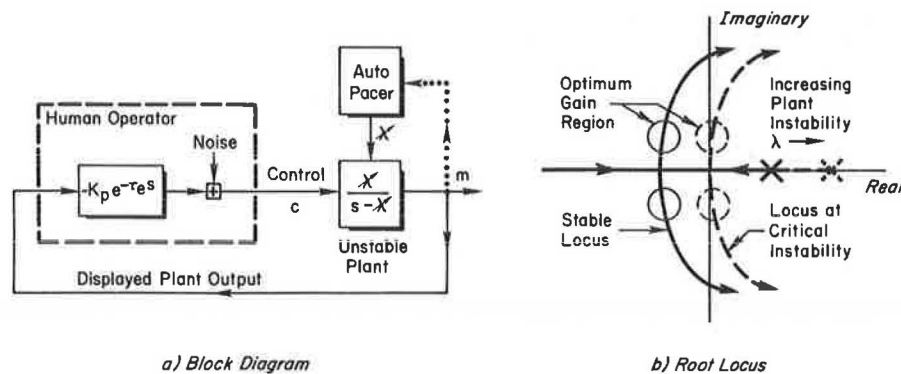 Human Operator
Noise
-Kpe^-τes
+
Control
c
Auto
Pacer
λ
λ
s-λ
m
Unstable
Plant
Displayed Plant Output
a) Block Diagram
Imaginary
Optimum
Gain
Region
Increasing
Plant
Instability
λ
Real
Stable
Locus
Locus at
Critical
Instability
b) Root Locus